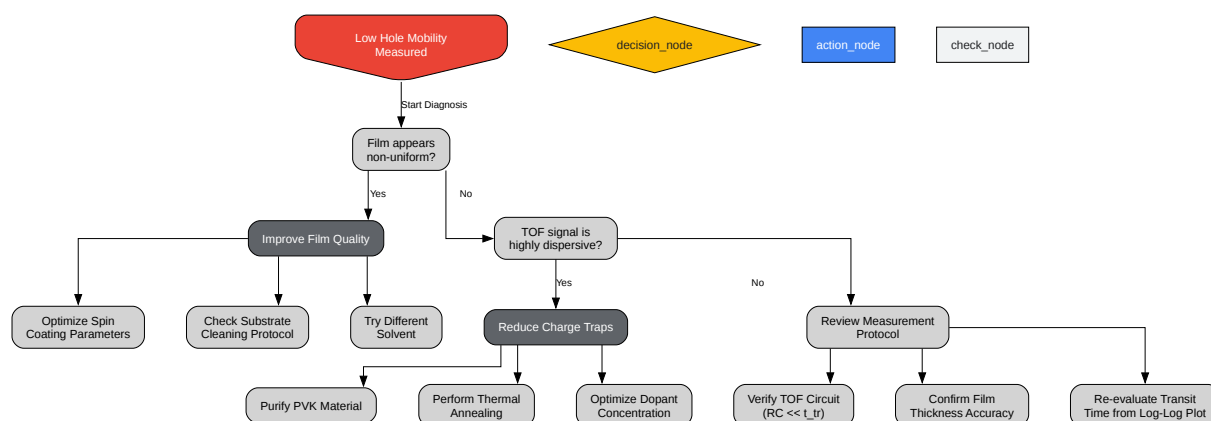 Low Hole Mobility
Measured
decision_node
action_node
check_node
Start Diagnosis
Film appears
non-uniform?
Yes
No
Improve Film Quality
TOF signal is
highly dispersive?
Yes
No
Optimize Spin
Coating Parameters
Check Substrate
Cleaning Protocol
Try Different
Solvent
Reduce Charge Traps
Review Measurement
Protocol
Purify PVK Material
Perform Thermal
Annealing
Optimize Dopant
Concentration
Verify TOF Circuit
(RC << t_tr)
Confirm Film
Thickness Accuracy
Re-evaluate Transit
Time from Log-Log Plot